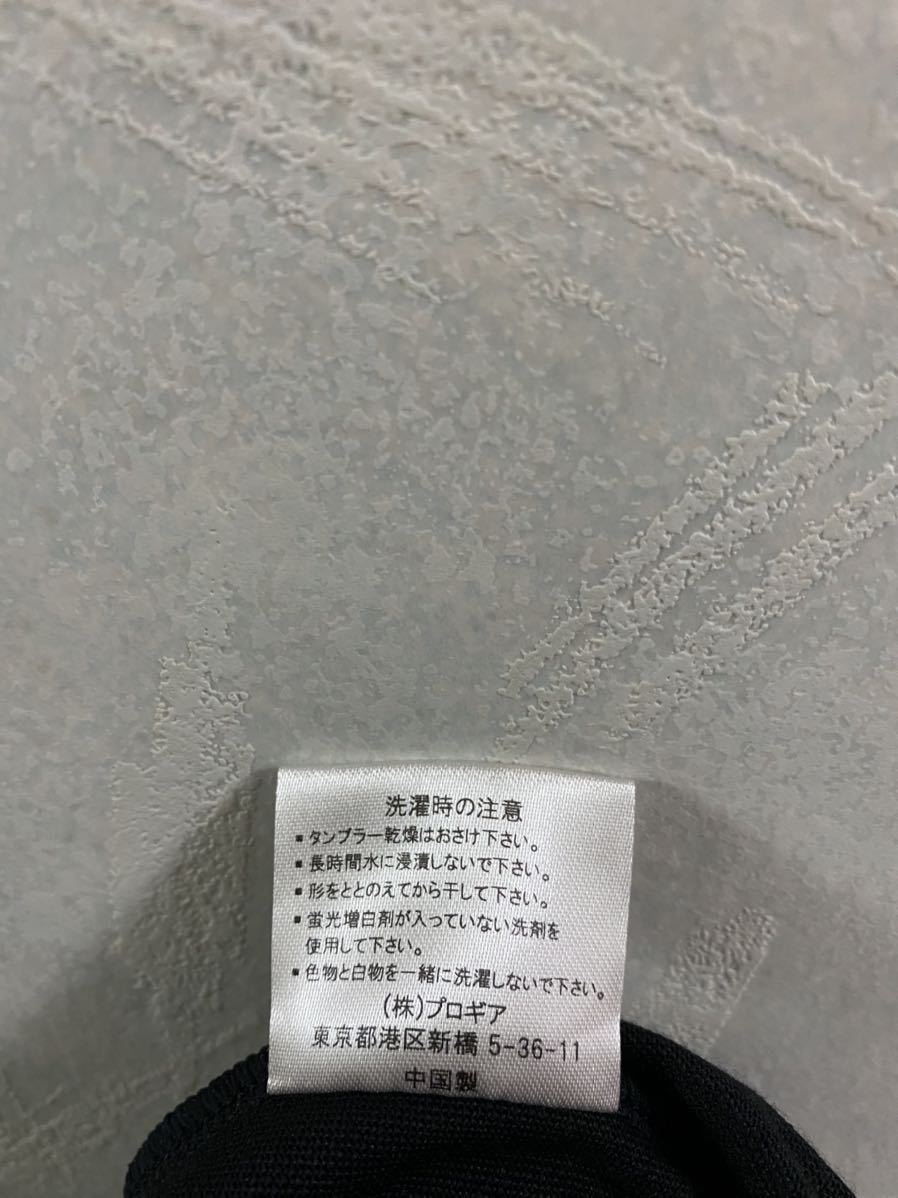 洗濯時の注意
▪タンブラー乾燥はおさけ下さい。
▪長時間水に浸漬しないで下さい。
▪形をととのえてから干して下さい。
▪蛍光増白剤が入っていない洗剤を
使用して下さい。
▪色物と白物を一緒に洗濯しないで下さい。
(株)プロギア
東京都港区新橋 5-36-11
中国製